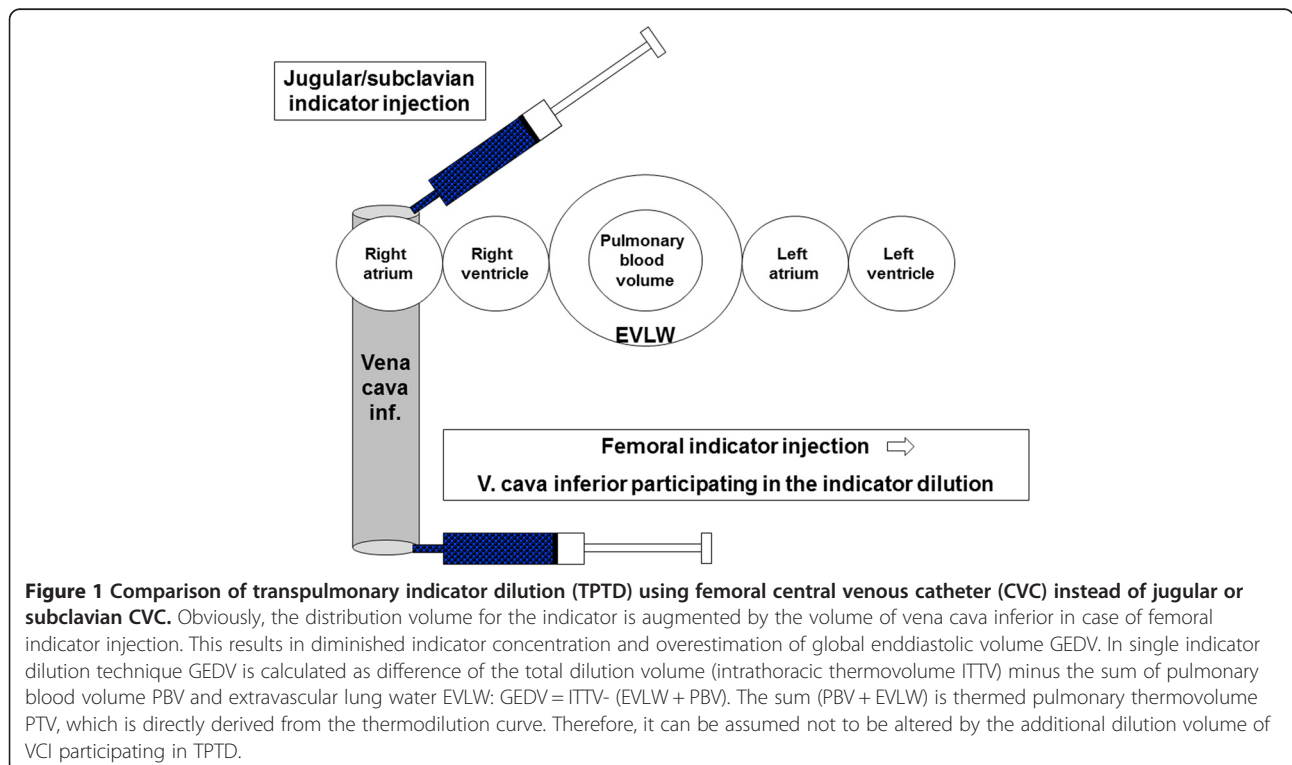 Jugular/subclavian
indicator injection
Right
atrium
Right
ventricle
Pulmonary
blood
volume
EVLW
Left
atrium
Left
ventricle
Vena
cava
inf.
Femoral indicator injection ⇨
V. cava inferior participating in the indicator dilution
Figure 1 Comparison of transpulmonary indicator dilution (TPTD) using femoral central venous catheter (CVC) instead of jugular or
subclavian CVC. Obviously, the distribution volume for the indicator is augmented by the volume of vena cava inferior in case of femoral
indicator injection. This results in diminished indicator concentration and overestimation of global enddiastolic volume GEDV. In single indicator
dilution technique GEDV is calculated as difference of the total dilution volume (intrathoracic thermovolume ITTV) minus the sum of pulmonary
blood volume PBV and extravascular lung water EVLW: GEDV = ITTV- (EVLW + PBV). The sum (PBV + EVLW) is thermed pulmonary thermovolume
PTV, which is directly derived from the thermodilution curve. Therefore, it can be assumed not to be altered by the additional dilution volume of
VCI participating in TPTD.